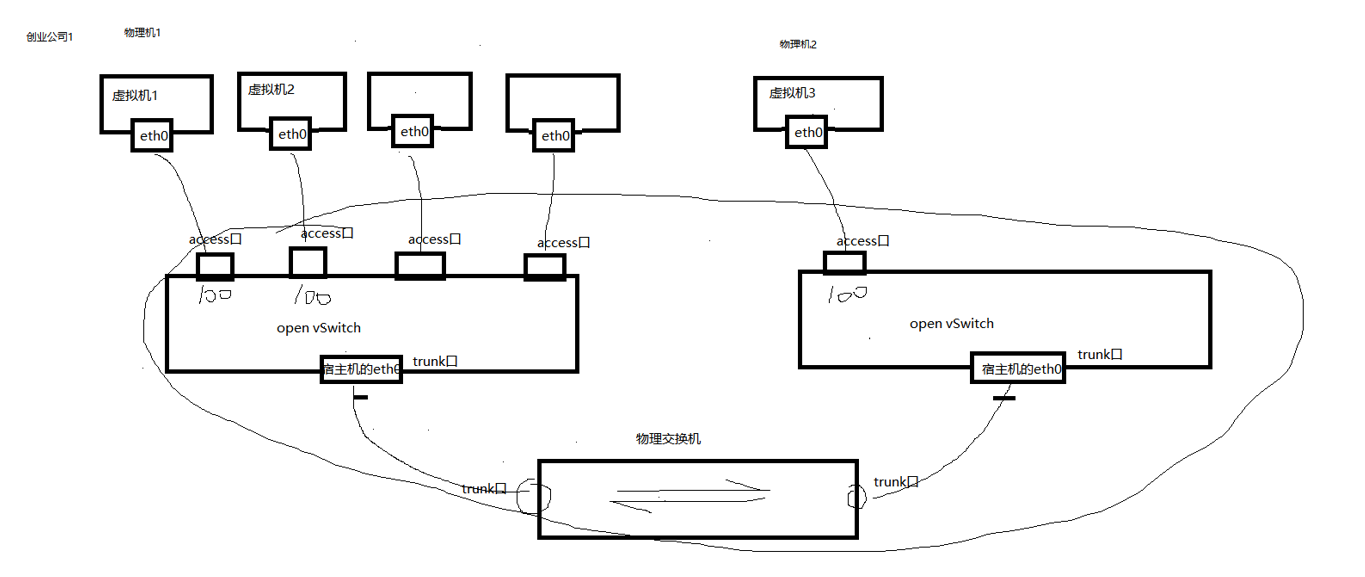 创业公司1
物理机1
物理机2
虚拟机1
虚拟机2
虚拟机3
eth0
eth0
eth0
eth0
eth0
access口
access口
access口
access口
access口
100
100
100
open vSwitch
open vSwitch
宿主机的eth0
trunk口
宿主机的eth0
trunk口
物理交换机
trunk口
trunk口